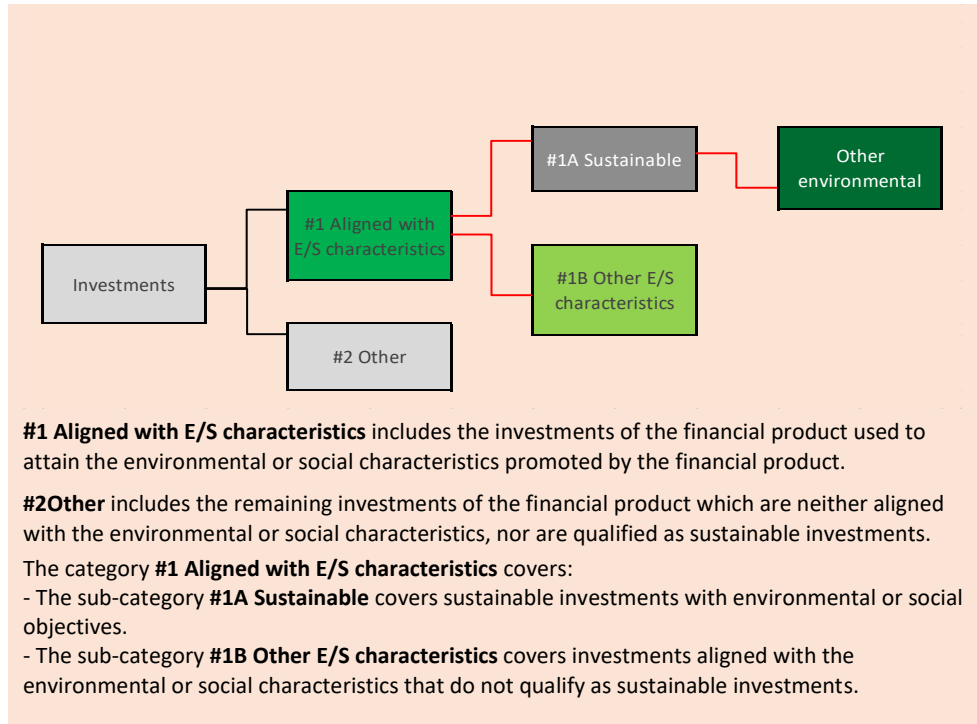 #1A Sustainable
Other
environmental
#1 Aligned with
E/S characteristics
Investments
#1B Other E/S
characteristics
#2 Other
#1 Aligned with E/S characteristics includes the investments of the financial product used to
attain the environmental or social characteristics promoted by the financial product.
#2Other includes the remaining investments of the financial product which are neither aligned
with the environmental or social characteristics, nor are qualified as sustainable investments.
The category #1 Aligned with E/S characteristics covers:
- The sub-category #1A Sustainable covers sustainable investments with environmental or social
objectives.
- The sub-category #1B Other E/S characteristics covers investments aligned with the
environmental or social characteristics that do not qualify as sustainable investments.